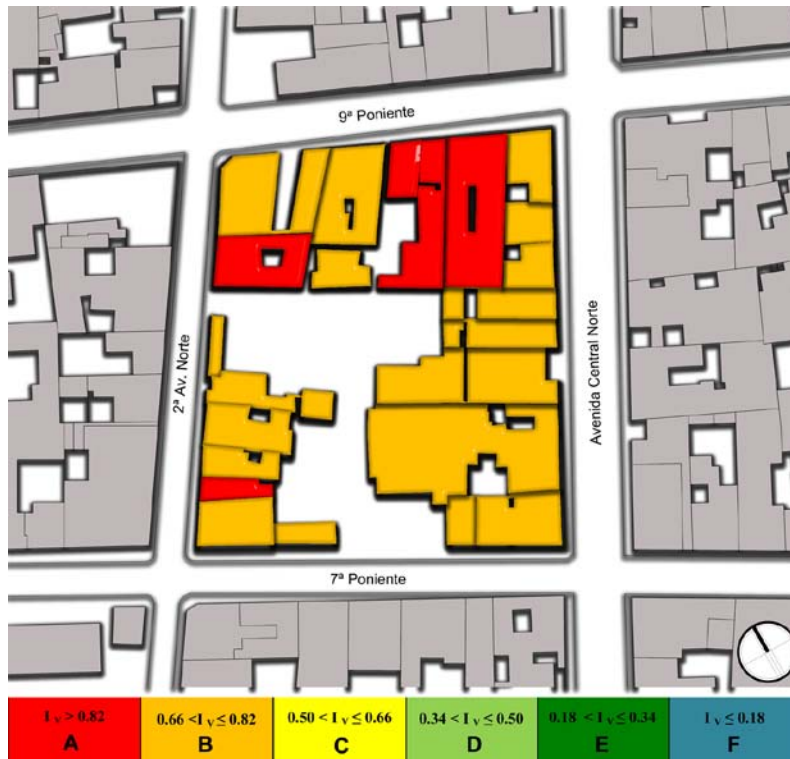 9ª Poniente
2ª Av. Norte
Avenida Central Norte
7ª Poniente
I V > 0.82
A
0.66 < I V ≤ 0.82
B
0.50 < I V ≤ 0.66
C
0.34 < I V ≤ 0.50
D
0.18 < I V ≤ 0.34
E
I V ≤ 0.18
F